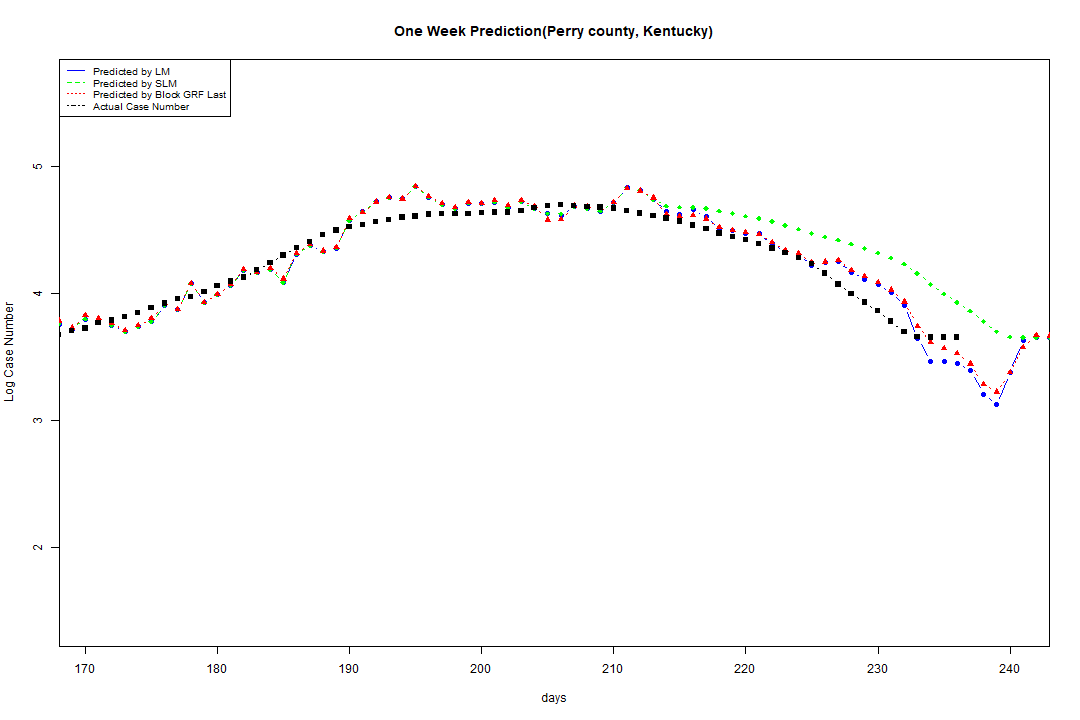 One Week Prediction(Perry county, Kentucky)
Predicted by LM
Predicted by SLM
Predicted by Block GRF Last
Actual Case Number
5
4
3
2
Log Case Number
170 180 190 200 210 220 230 240
days